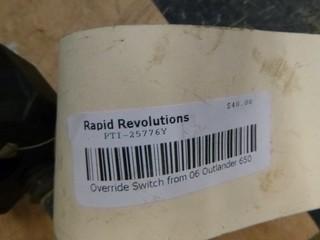 $40.00
Rapid Revolutions
PTI-25776Y
Override Switch from 06 Outlander 650